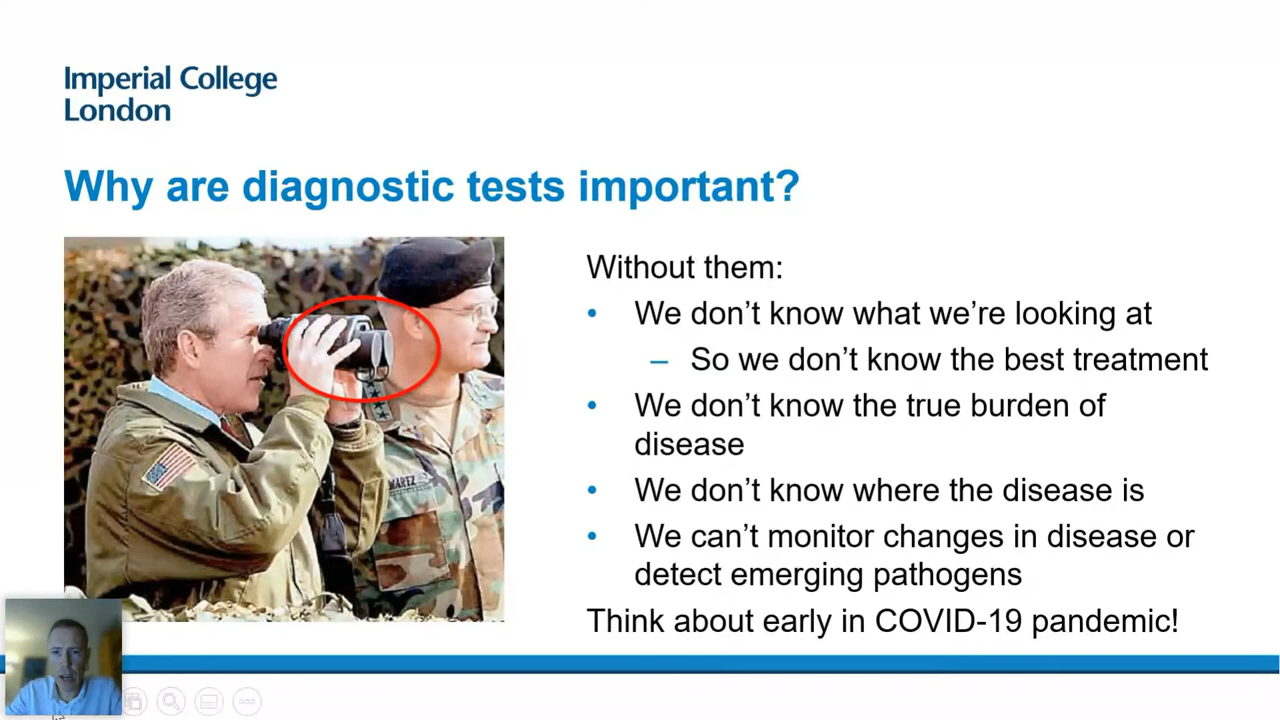 Imperial College
London
Why are diagnostic tests important?
Without them:
• We don't know what we're looking at
– So we don't know the best treatment
• We don't know the true burden of
disease
• We don't know where the disease is
• We can't monitor changes in disease or
detect emerging pathogens
Think about early in COVID-19 pandemic!